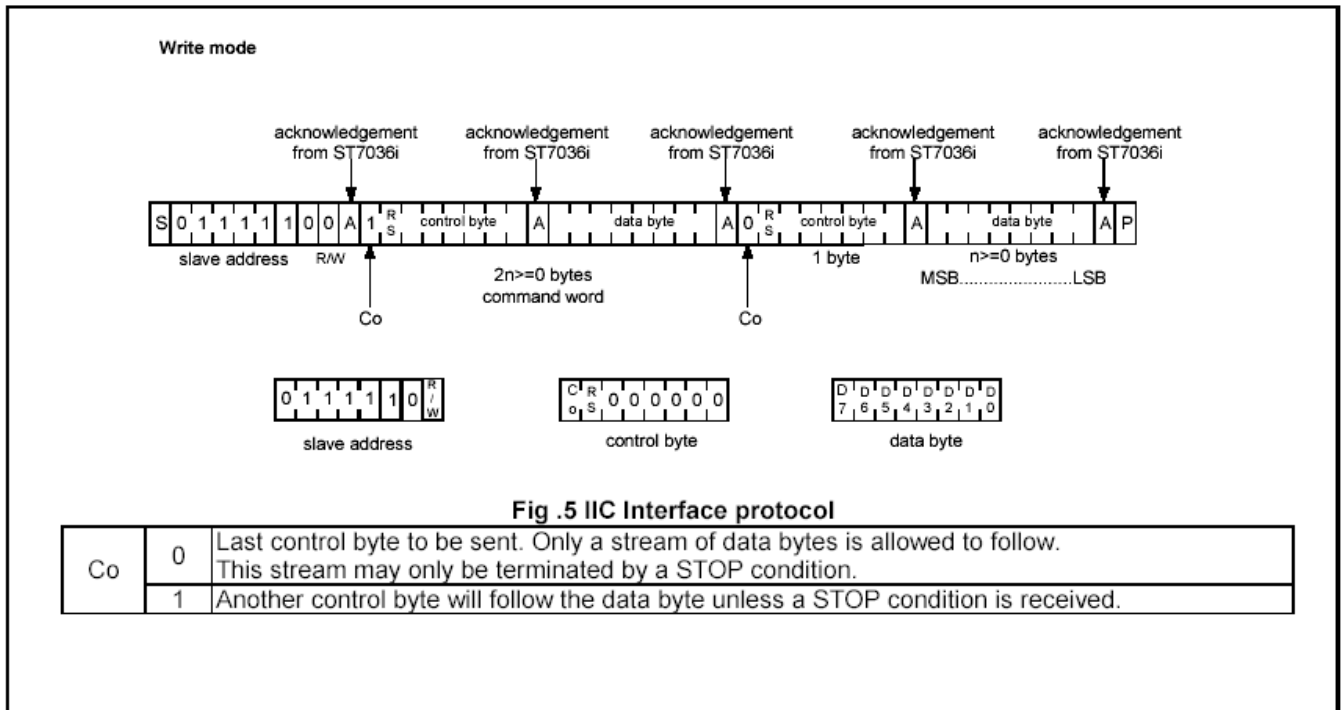 Write mode
acknowledgement acknowledgement acknowledgement acknowledgement acknowledgement
from ST7036i from ST7036i from ST7036i from ST7036i from ST7036i
S 0 1 1 1 1 1 0 0 A 1 RS control byte A data byte A 0 RS control byte A data byte A P
slave address R/W 1 byte n>=0 bytes
2n>=0 bytes MSB........................LSB
command word
Co Co
0 1 1 1 1 1 0 R/W Co RS 0 0 0 0 0 0 D7 D6 D5 D4 D3 D2 D1 D0
slave address control byte data byte
Fig .5 IIC Interface protocol
Co 0 Last control byte to be sent. Only a stream of data bytes is allowed to follow.
This stream may only be terminated by a STOP condition.
1 Another control byte will follow the data byte unless a STOP condition is received.